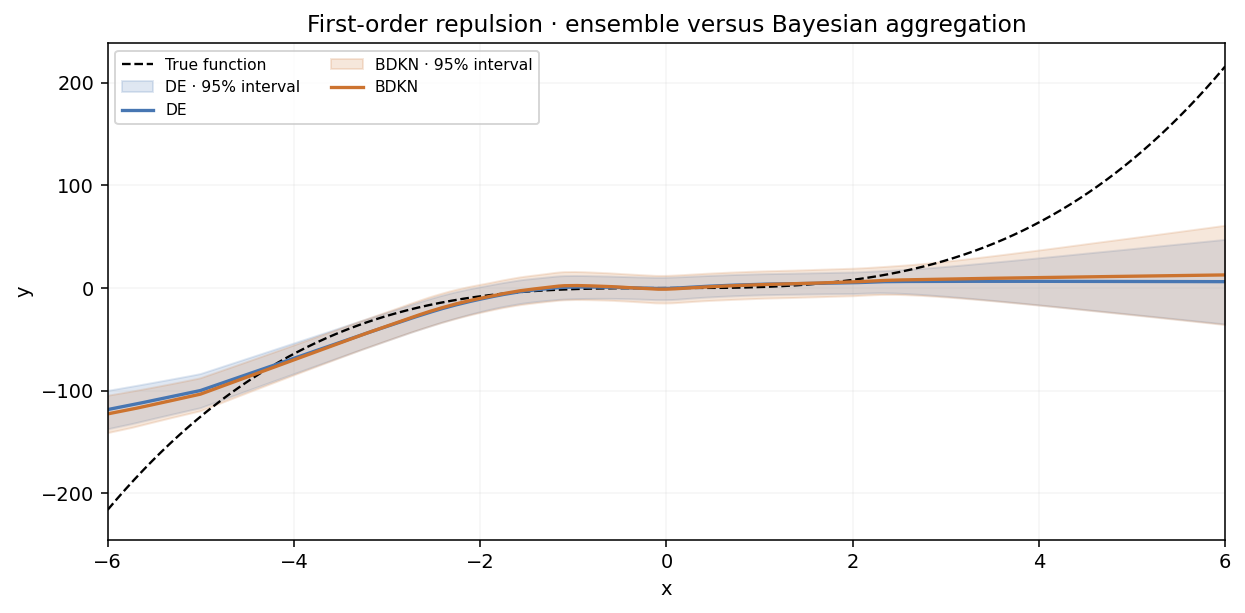 First-order repulsion · ensemble versus Bayesian aggregation
True function
DE · 95% interval
DE
BDKN · 95% interval
BDKN
y
200
100
0
−100
−200
−6
−4
−2
0
2
4
6
x